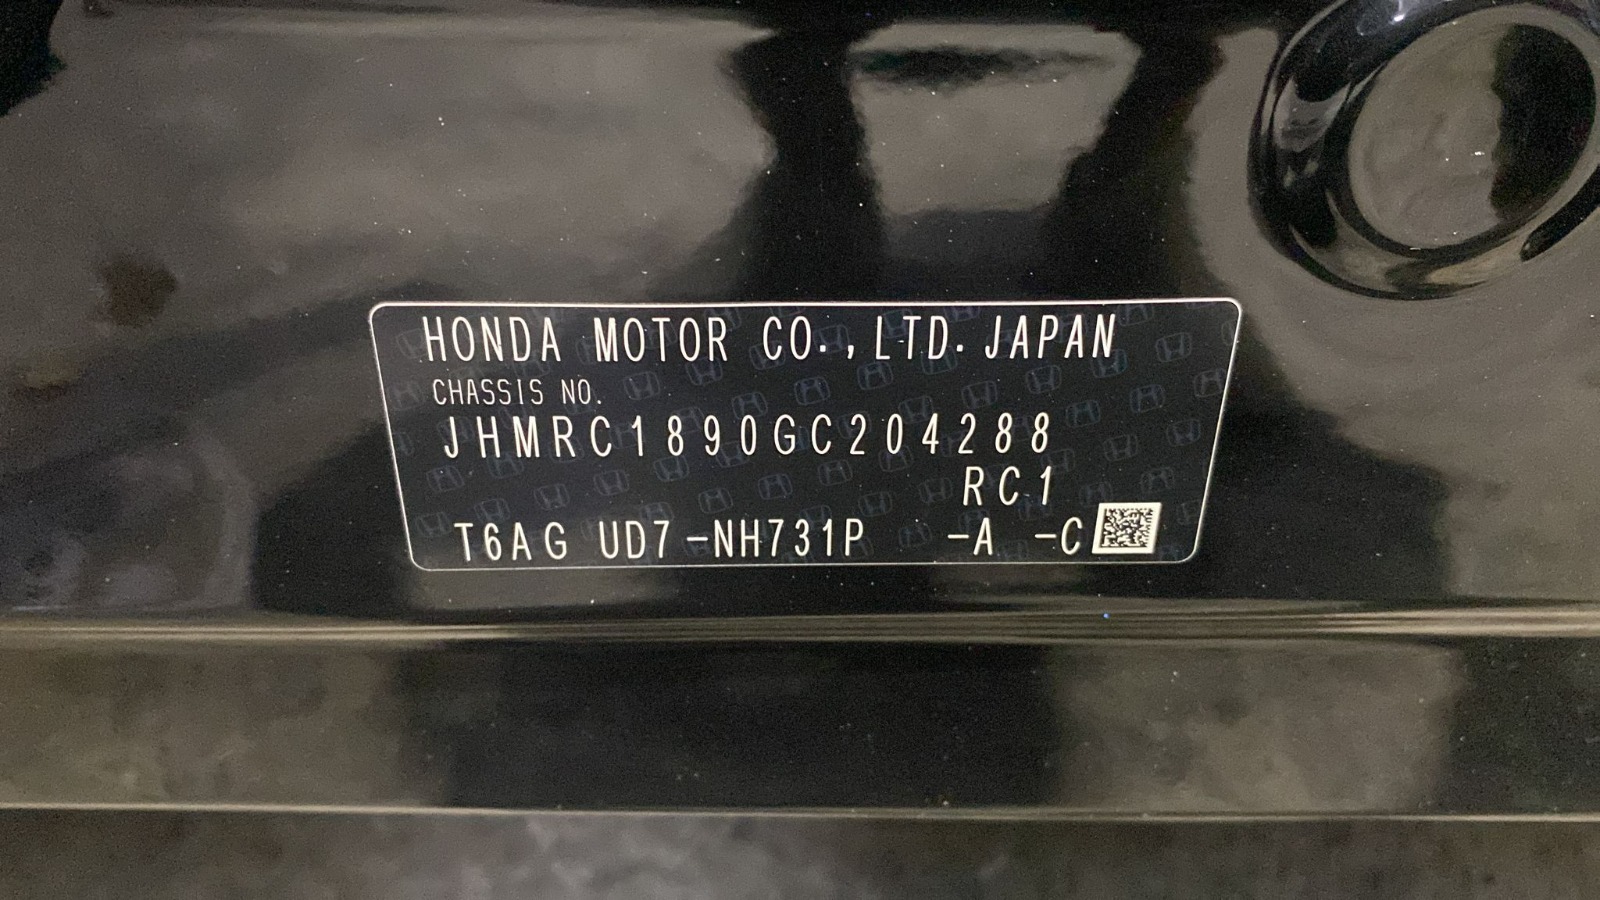 HONDA MOTOR CO.,LTD. JAPAN
CHASSIS NO.
JHMRC1890GC204288
RC1
T6AG UD7-NH731P -A -C